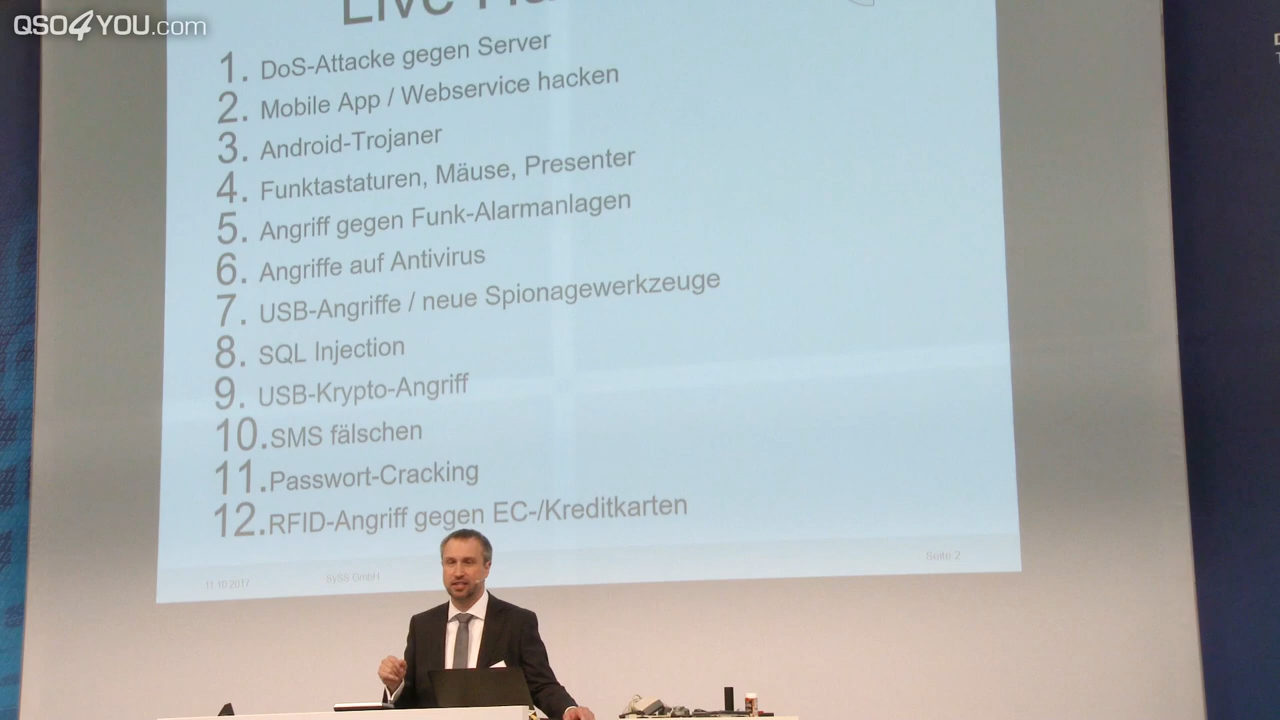 QSO4YOU.com
Live
1. DoS-Attacke gegen Server
2. Mobile App / Webservice hacken
3. Android-Trojaner
4. Funktastaturen, Mäuse, Presenter
5. Angriff gegen Funk-Alarmanlagen
6. Angriffe auf Antivirus
7. USB-Angriffe / neue Spionagewerkzeuge
8. SQL Injection
9. USB-Krypto-Angriff
10. SMS fälschen
11. Passwort-Cracking
12. RFID-Angriff gegen EC-/Kreditkarten
11.10.2017 SySS GmbH Seite 2